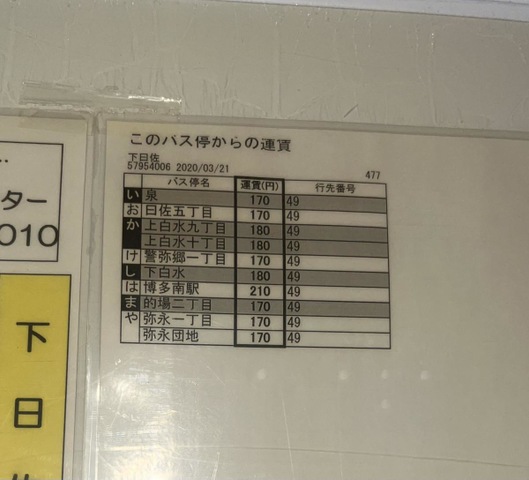 このバス停からの運賃
下曰佐
57954006 2020/03/21
477
バス停名 運賃(円) 行先番号
い 泉 170 49
お 曰佐五丁目 170 49
か 上白水九丁目 180 49
上白水十丁目 180 49
け 警弥郷一丁目 170 49
し 下白水 180 49
は 博多南駅 210 49
ま 的場二丁目 170 49
や 弥永一丁目 170 49
弥永団地 170 49
ター
010
下
日